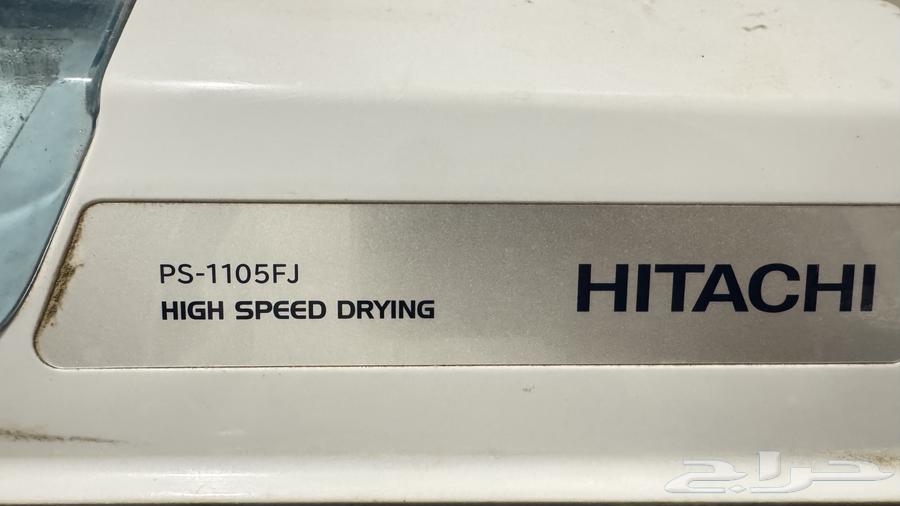 PS-1105FJ
HIGH SPEED DRYING
HITACHI
حراج